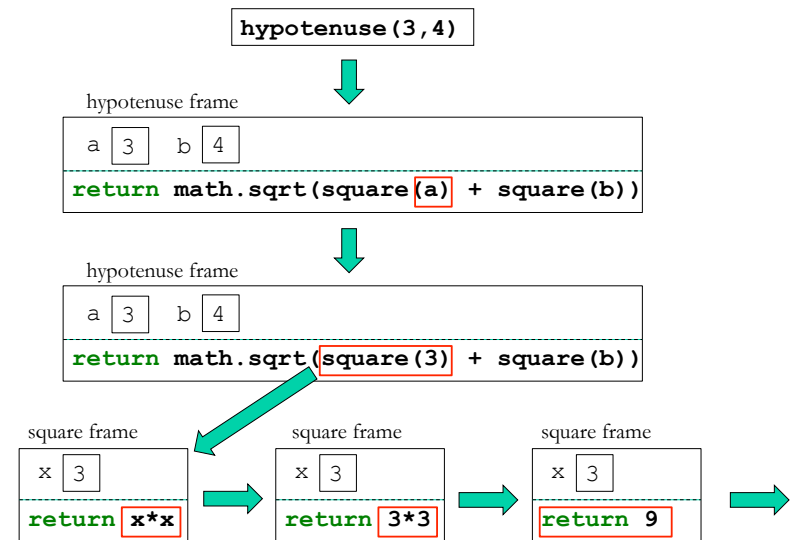 hypotenuse(3,4)
hypotenuse frame
a 3 b 4
return math.sqrt(square(a) + square(b))
hypotenuse frame
a 3 b 4
return math.sqrt(square(3) + square(b))
square frame square frame square frame
x 3 x 3 x 3
return x*x return 3*3 return 9